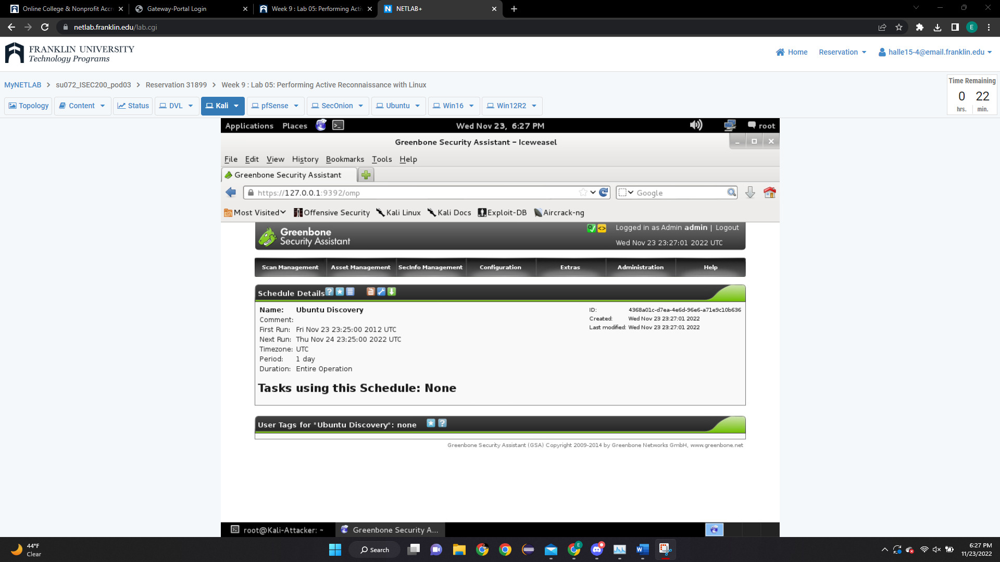 Online College & Nonprofit Accr
Gateway-Portal Login
Week 9 : Lab 05: Performing Acti
NETLAB+
netlab.franklin.edu/lab.cgi
E
FRANKLIN UNIVERSITY
Technology Programs
Home
Reservation
halle15-4@email.franklin.edu
MyNETLAB > su072_ISEC200_pod03 > Reservation 31899 > Week 9 : Lab 05: Performing Active Reconnaissance with Linux
Time Remaining
0 22
hrs. min.
Topology
Content
Status
DVL
Kali
pfSense
SecOnion
Ubuntu
Win16
Win12R2
Applications Places
Wed Nov 23, 6:27 PM
root
Greenbone Security Assistant - Iceweasel
File Edit View History Bookmarks Tools Help
Greenbone Security Assistant
https://127.0.0.1:9392/omp
Google
Most Visited
Offensive Security
Kali Linux
Kali Docs
Exploit-DB
Aircrack-ng
Greenbone
Security Assistant
Logged in as Admin admin | Logout
Wed Nov 23 23:27:01 2022 UTC
Scan Management
Asset Management
SecInfo Management
Configuration
Extras
Administration
Help
Schedule Details
Name: Ubuntu Discovery
Comment:
First Run: Fri Nov 23 23:25:00 2012 UTC
Next Run: Thu Nov 24 23:25:00 2022 UTC
Timezone: UTC
Period: 1 day
Duration: Entire Operation
ID: 4368a01c-d7ea-4e6d-96e6-a71e9c10b636
Created: Wed Nov 23 23:27:01 2022
Last modified: Wed Nov 23 23:27:01 2022
Tasks using this Schedule: None
User Tags for "Ubuntu Discovery": none
Greenbone Security Assistant (GSA) Copyright 2009-2014 by Greenbone Networks GmbH, www.greenbone.net
root@Kali-Attacker: ~
Greenbone Security A...
44°F
Clear
Search
E
6:27 PM
11/23/2022